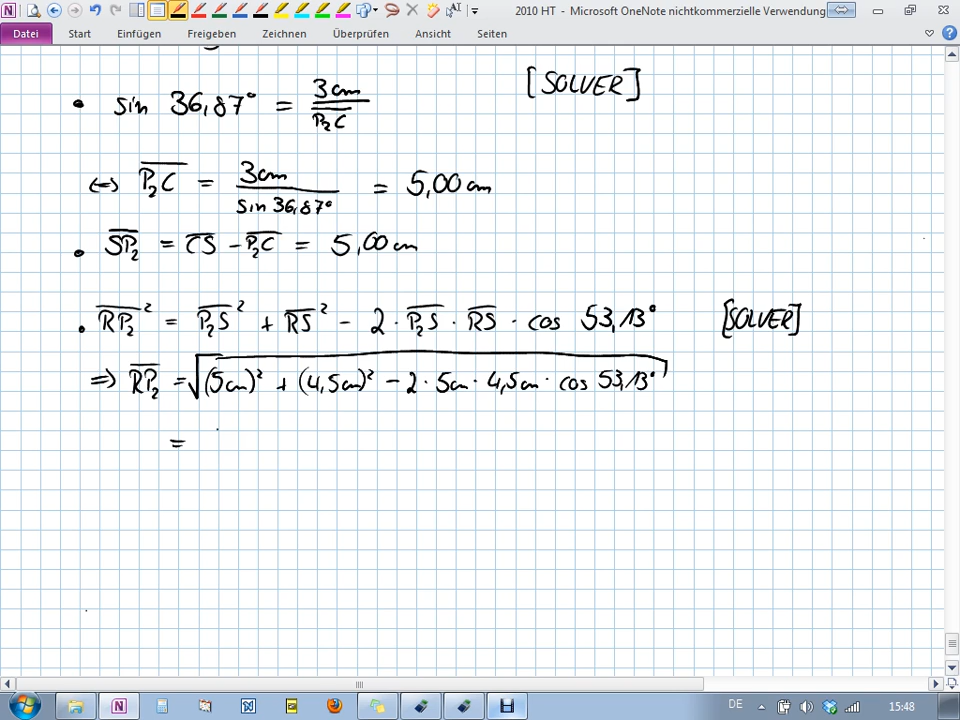 2010 HT - Microsoft OneNote nichtkommerzielle Verwendung
Datei Start Einfügen Freigeben Zeichnen Überprüfen Ansicht Seiten
• sin 36,87° = 3cm / P₂C [SOLVER]
<-> P₂C = 3cm / sin 36,87° = 5,00 cm
• SP₂ = CS - P₂C = 5,00 cm
• RP₂² = P₂S² + RS² - 2 · P₂S · RS · cos 53,13° [SOLVER]
=> RP₂ = √(5cm)² + (4,5cm)² - 2 · 5cm · 4,5cm · cos 53,13°
=
DE 15:48